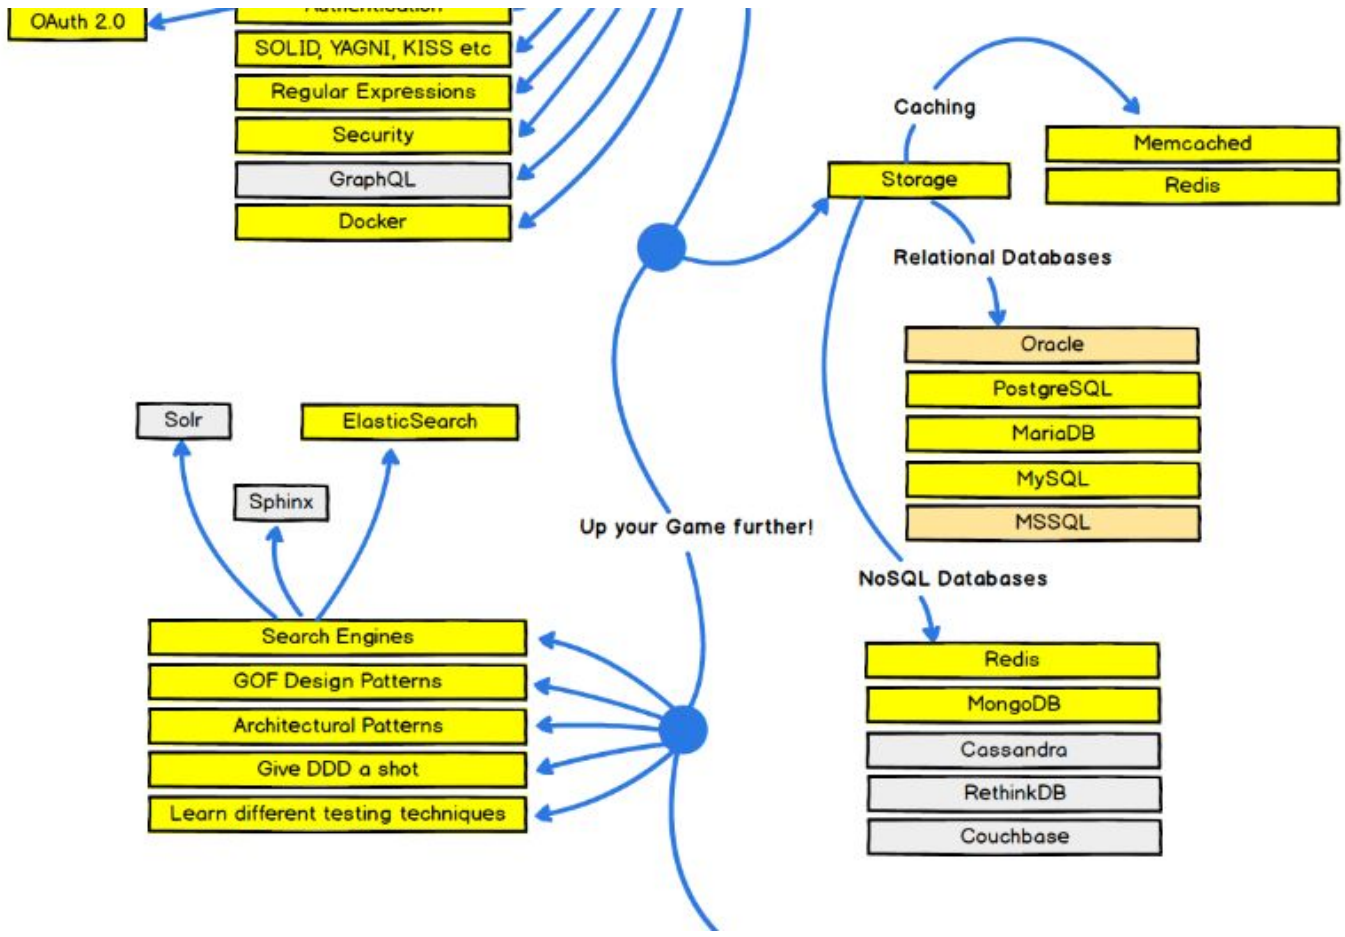 OAuth 2.0
Authentication
SOLID, YAGNI, KISS etc
Regular Expressions
Security
GraphQL
Docker
Caching
Memcached
Redis
Storage
Relational Databases
Oracle
PostgreSQL
MariaDB
MySQL
MSSQL
Solr
ElasticSearch
Sphinx
Up your Game further!
NoSQL Databases
Redis
MongoDB
Cassandra
RethinkDB
Couchbase
Search Engines
GOF Design Patterns
Architectural Patterns
Give DDD a shot
Learn different testing techniques